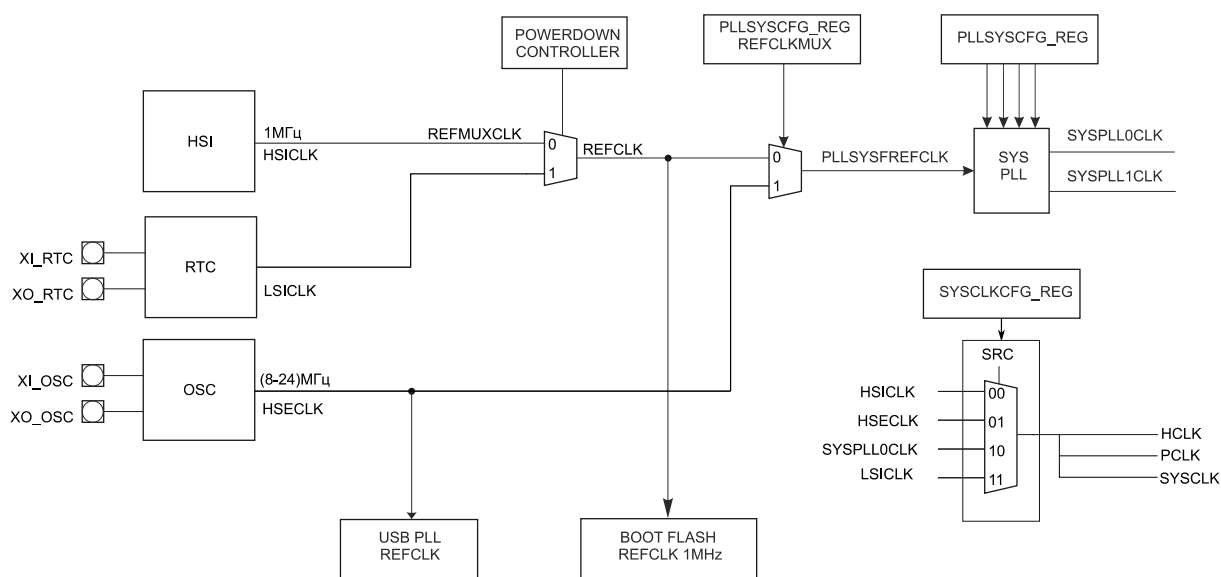 POWERDOWN
CONTROLLER
PLLSYSCFG_REG
REFCLKMUX
PLLSYSCFG_REG
HSI
1МГц
HSICLK
REFMUXCLK
0
1
REFCLK
0
1
PLLSYSFREFCLK
SYS
PLL
SYSPLL0CLK
SYSPLL1CLK
XI_RTC
XO_RTC
RTC
LSICLK
XI_OSC
XO_OSC
OSC
(8-24)МГц
HSECLK
SYSCLKCFG_REG
SRC
HSICLK
HSECLK
SYSPLL0CLK
LSICLK
00
01
10
11
HCLK
PCLK
SYSCLK
USB PLL
REFCLK
BOOT FLASH
REFCLK 1MHz